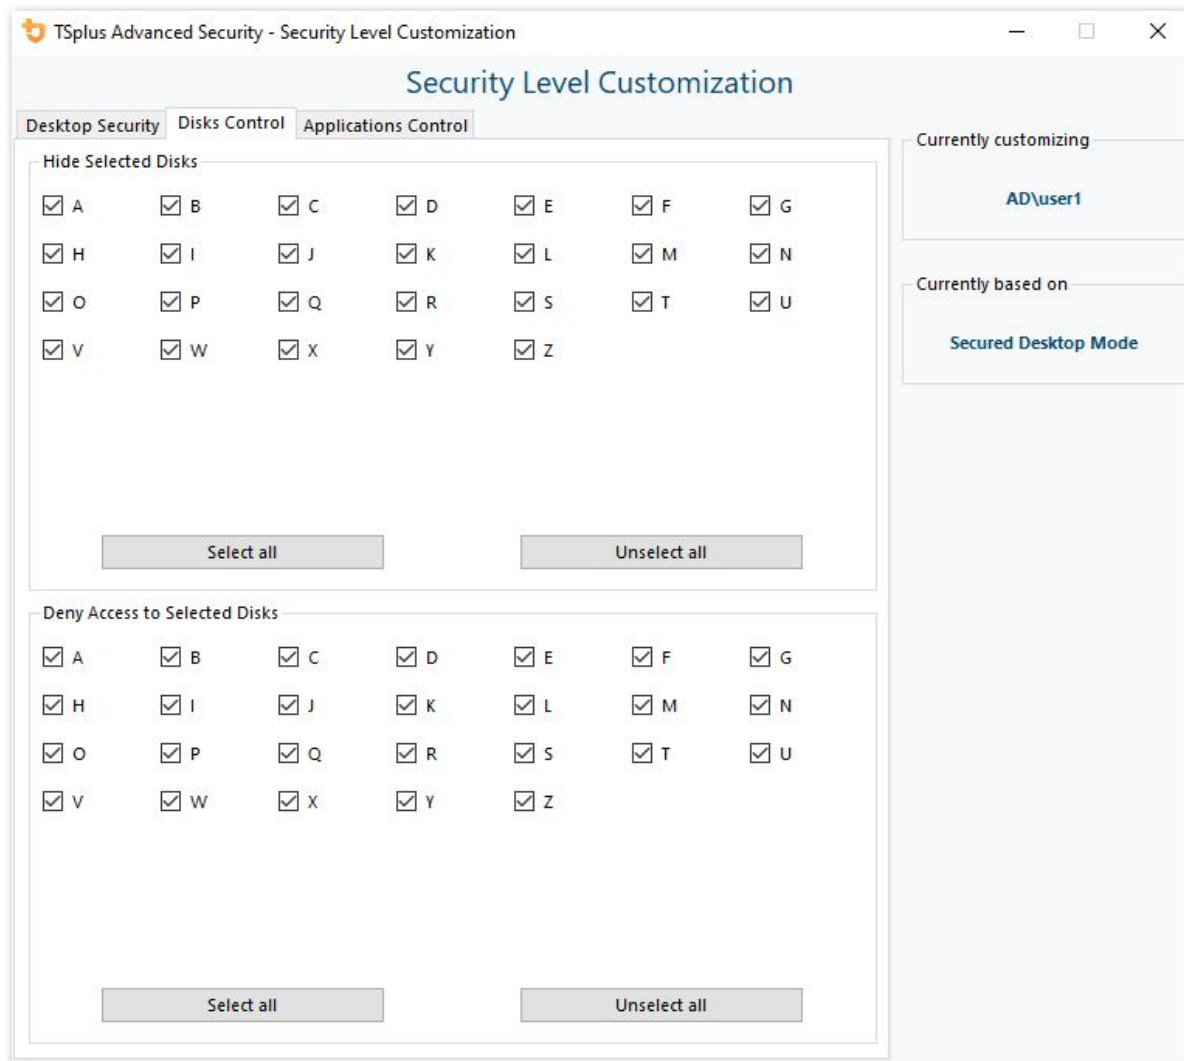 TSplus Advanced Security - Security Level Customization
Security Level Customization
Desktop Security Disks Control Applications Control
Hide Selected Disks
A B C D E F G
H I J K L M N
O P Q R S T U
V W X Y Z
Select all Unselect all
Deny Access to Selected Disks
A B C D E F G
H I J K L M N
O P Q R S T U
V W X Y Z
Select all Unselect all
Currently customizing
AD\user1
Currently based on
Secured Desktop Mode